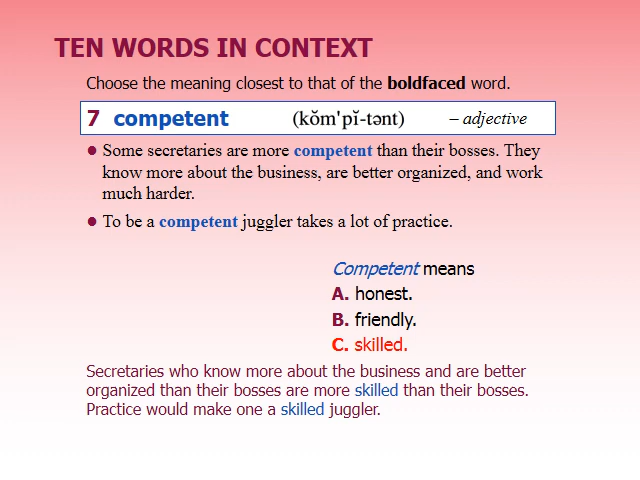 TEN WORDS IN CONTEXT
Choose the meaning closest to that of the boldfaced word.
7 competent (kŏm'pĭ-tənt) – adjective
● Some secretaries are more competent than their bosses. They
know more about the business, are better organized, and work
much harder.
● To be a competent juggler takes a lot of practice.
Competent means
A. honest.
B. friendly.
C. skilled.
Secretaries who know more about the business and are better
organized than their bosses are more skilled than their bosses.
Practice would make one a skilled juggler.